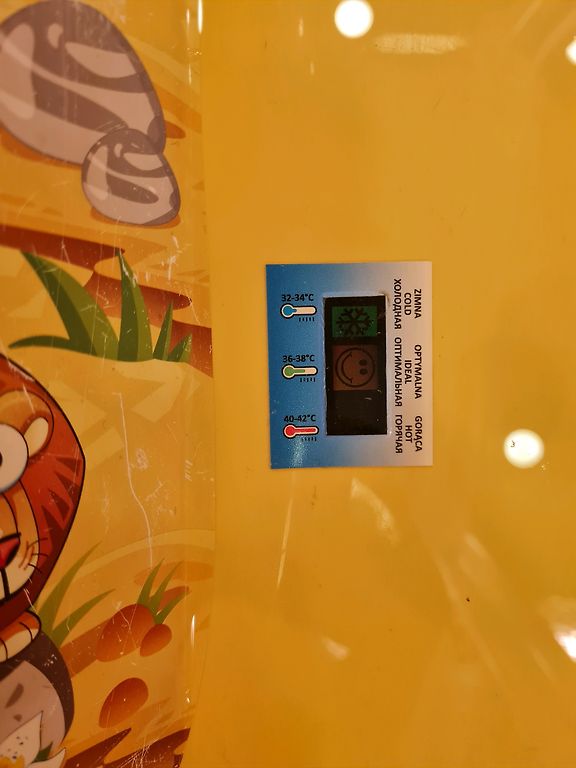 32-34°C
36-38°C
40-42°C
ZIMNA
COLD
ХОЛОДНАЯ
OPTYMALNA
IDEAL
ОПТИМАЛЬНАЯ
GORĄCA
HOT
ГОРЯЧАЯ